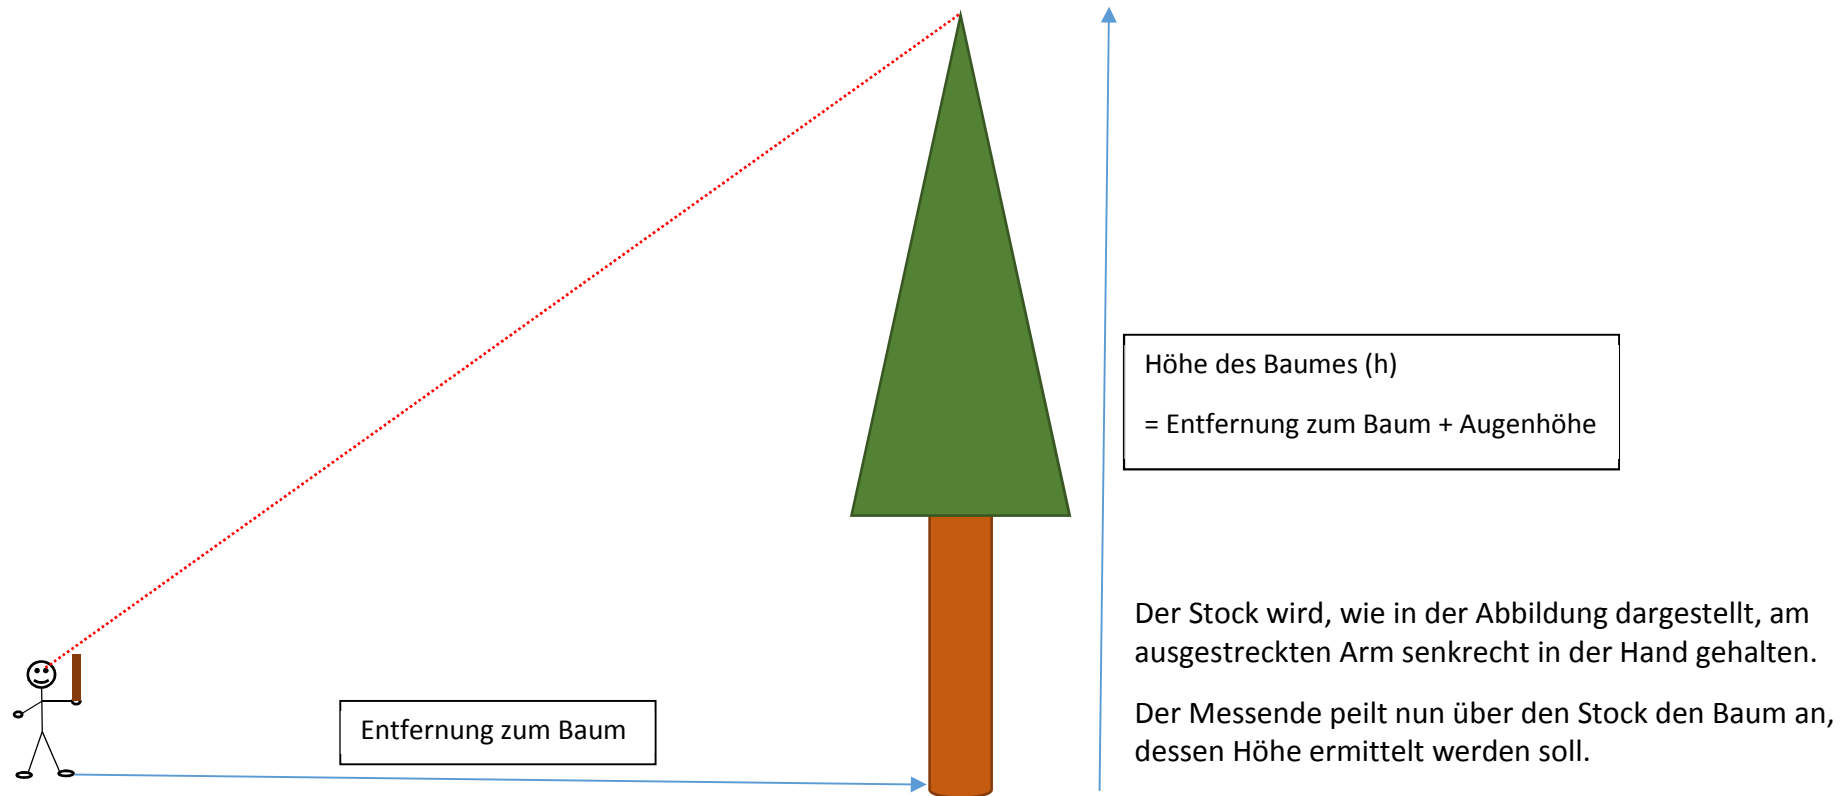 Höhe des Baumes (h)
= Entfernung zum Baum + Augenhöhe
Der Stock wird, wie in der Abbildung dargestellt, am
ausgestreckten Arm senkrecht in der Hand gehalten.
Der Messende peilt nun über den Stock den Baum an,
dessen Höhe ermittelt werden soll.
Entfernung zum Baum